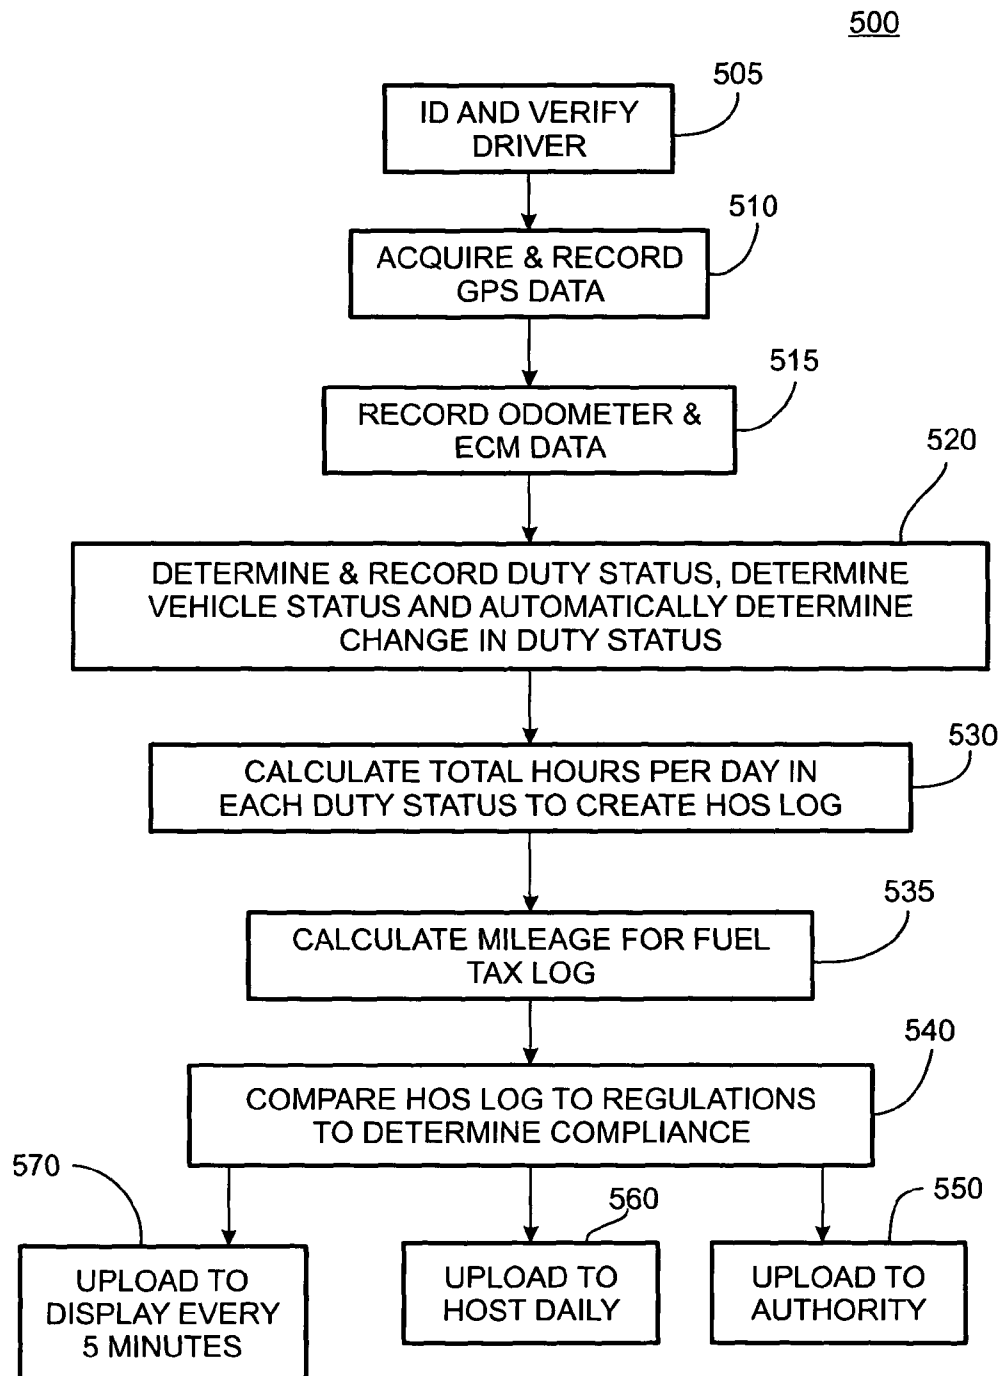 500
505
ID AND VERIFY
DRIVER
510
ACQUIRE & RECORD
GPS DATA
515
RECORD ODOMETER &
ECM DATA
520
DETERMINE & RECORD DUTY STATUS, DETERMINE
VEHICLE STATUS AND AUTOMATICALLY DETERMINE
CHANGE IN DUTY STATUS
530
CALCULATE TOTAL HOURS PER DAY IN
EACH DUTY STATUS TO CREATE HOS LOG
535
CALCULATE MILEAGE FOR FUEL
TAX LOG
540
COMPARE HOS LOG TO REGULATIONS
TO DETERMINE COMPLIANCE
570
UPLOAD TO
DISPLAY EVERY
5 MINUTES
560
UPLOAD TO
HOST DAILY
550
UPLOAD TO
AUTHORITY